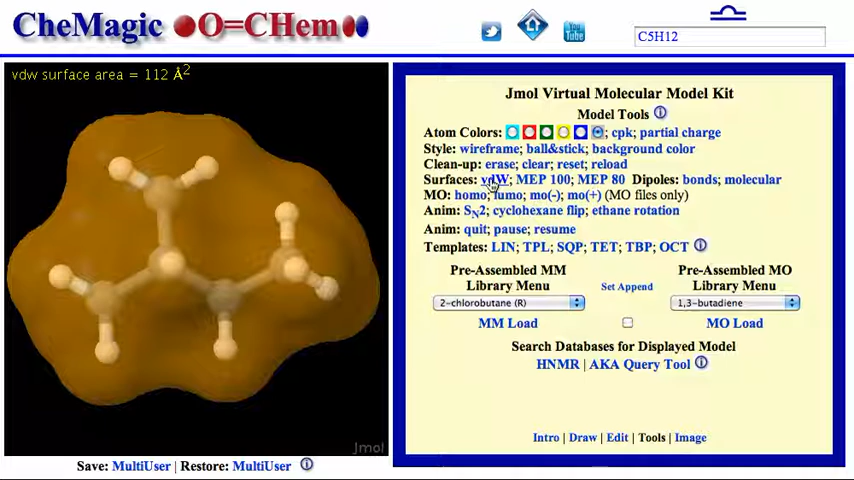 CheMagic O=CHem
You Tube
C5H12
vdw surface area = 112 Å2
Jmol
Save: MultiUser | Restore: MultiUser
Jmol Virtual Molecular Model Kit
Model Tools
Atom Colors: ; cpk; partial charge
Style: wireframe; ball&stick; background color
Clean-up: erase; clear; reset; reload
Surfaces: vdW; MEP 100; MEP 80 Dipoles: bonds; molecular
MO: homo; lumo; mo(-); mo(+) (MO files only)
Anim: SN2; cyclohexane flip; ethane rotation
Anim: quit; pause; resume
Templates: LIN; TPL; SQP; TET; TBP; OCT
Pre-Assembled MM
Library Menu
2-chlorobutane (R)
MM Load
Set Append
Pre-Assembled MO
Library Menu
1,3-butadiene
MO Load
Search Databases for Displayed Model
HNMR | AKA Query Tool
Intro | Draw | Edit | Tools | Image